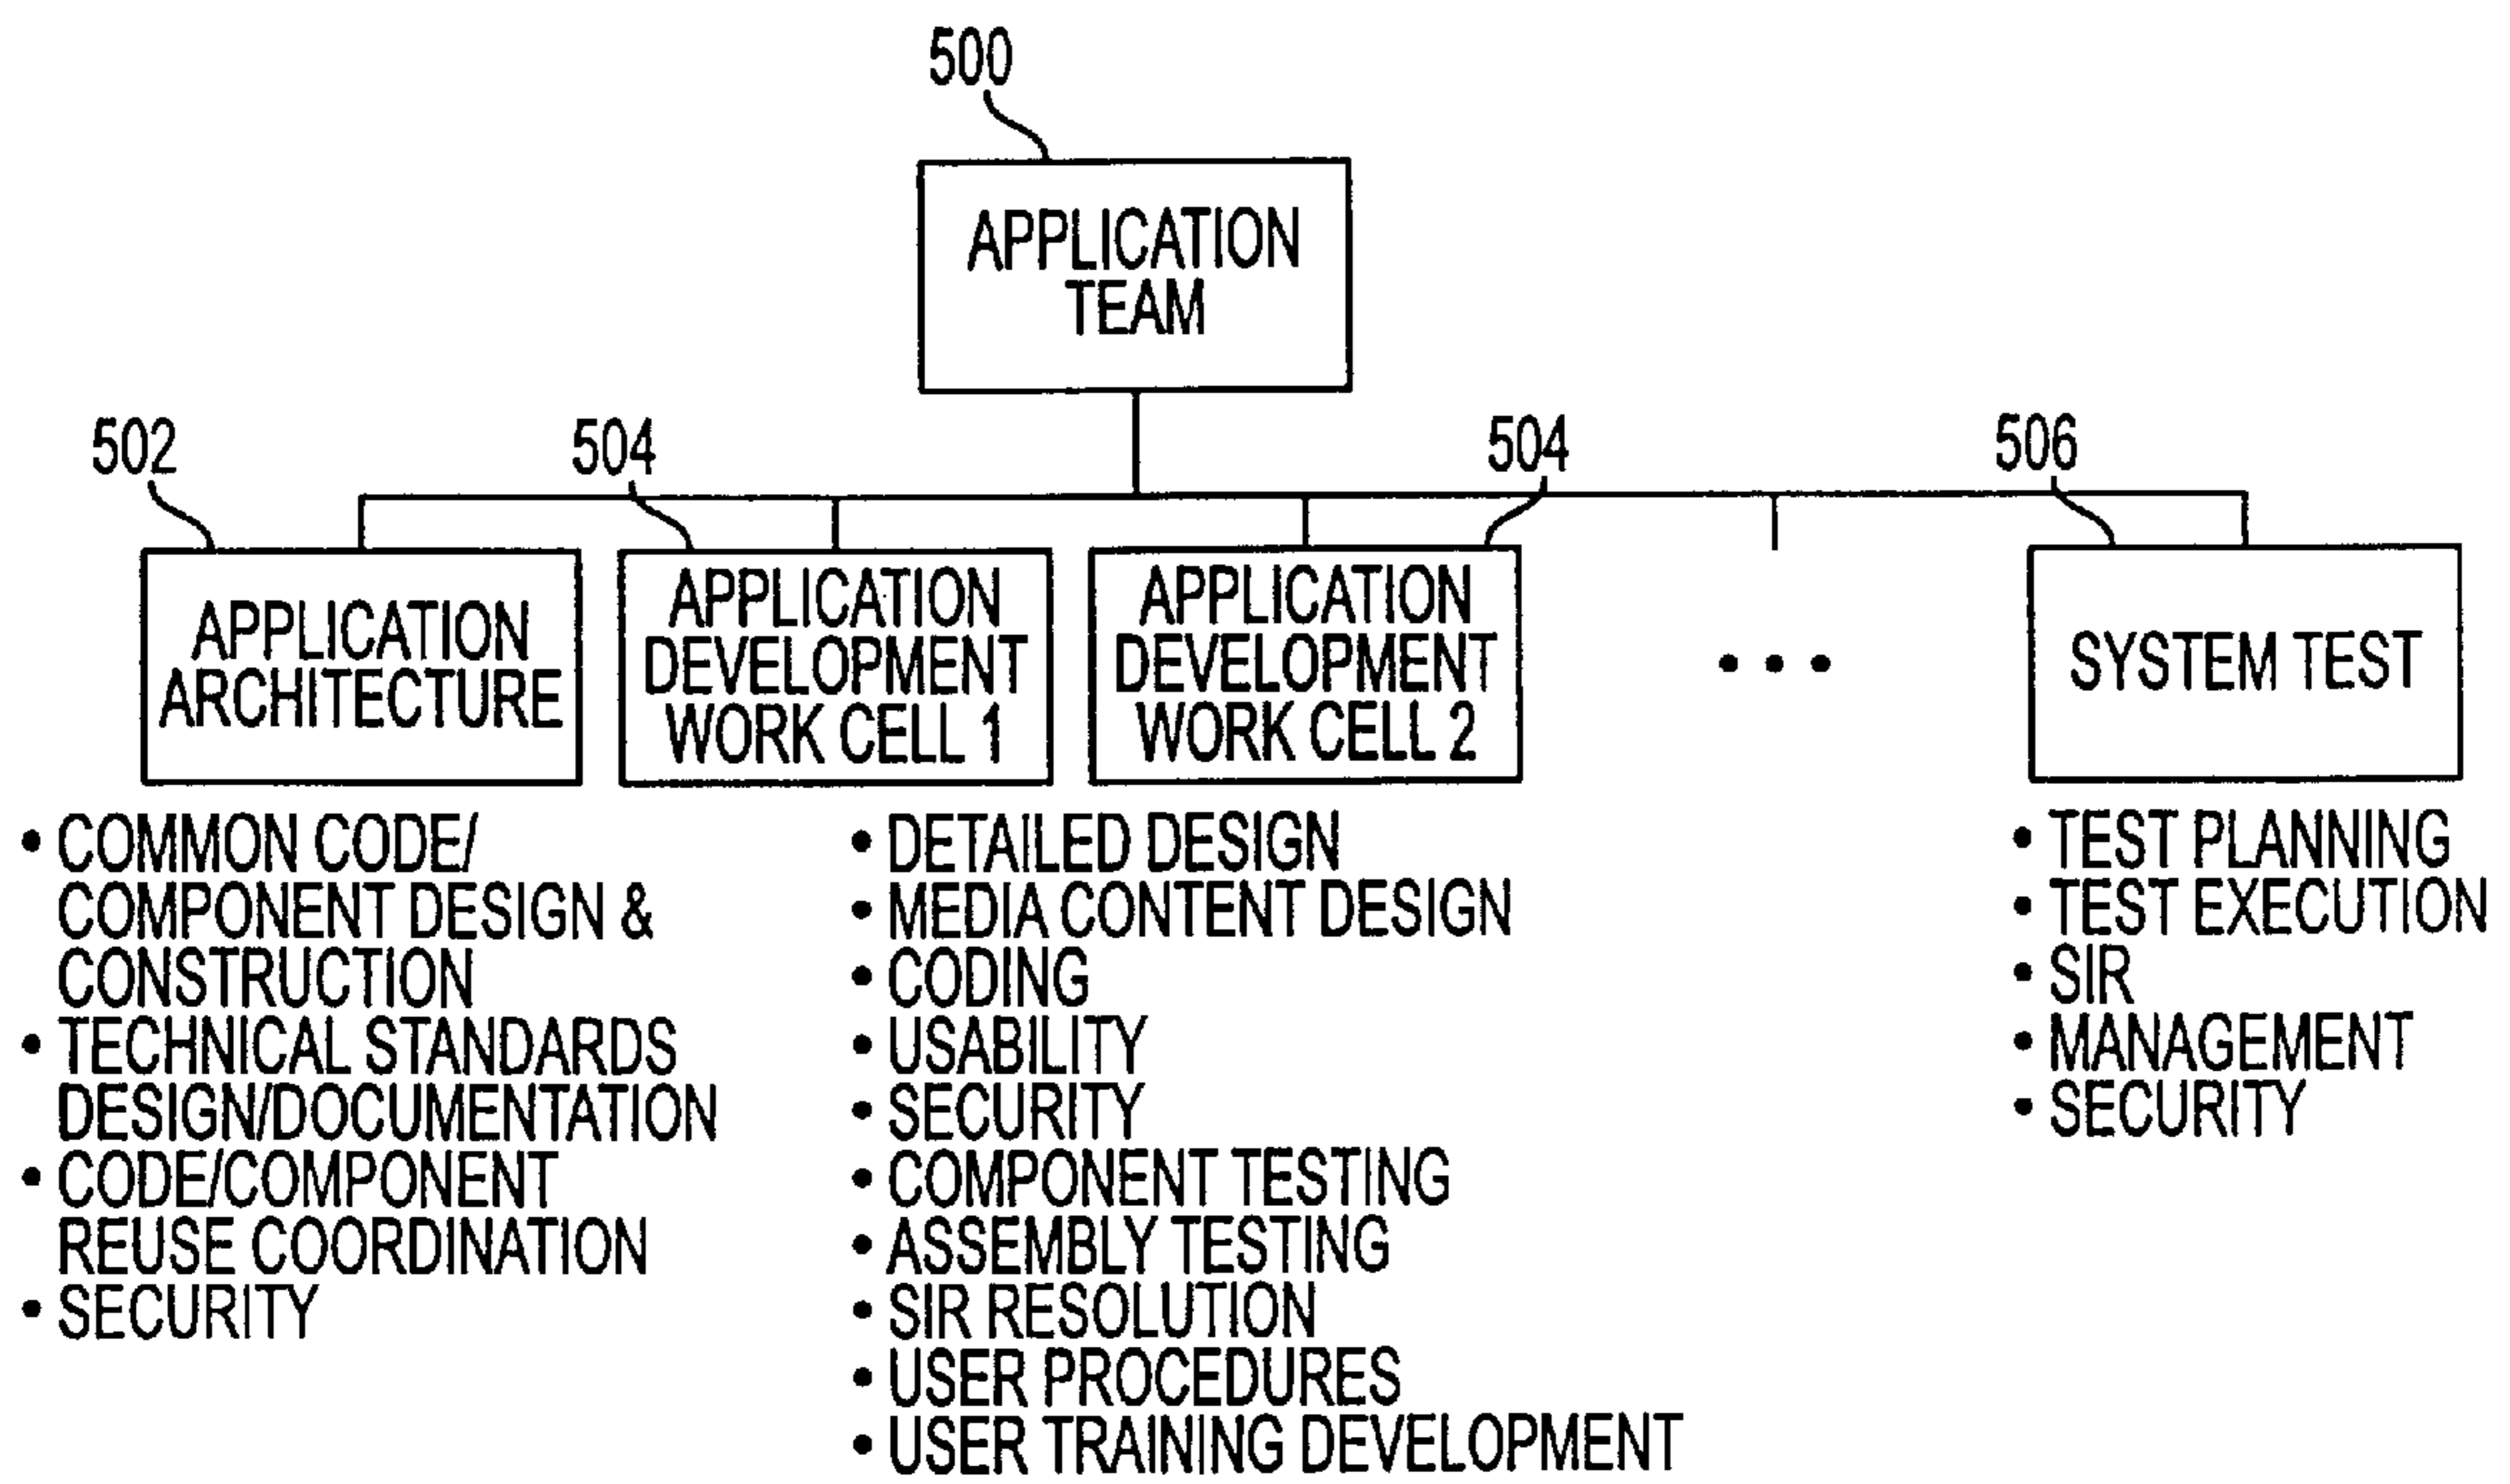 500
APPLICATION
TEAM
502
504
504
506
APPLICATION
ARCHITECTURE
APPLICATION
DEVELOPMENT
WORK CELL 1
APPLICATION
DEVELOPMENT
WORK CELL 2
• • •
SYSTEM TEST
• COMMON CODE/
COMPONENT DESIGN &
CONSTRUCTION
• TECHNICAL STANDARDS
DESIGN/DOCUMENTATION
• CODE/COMPONENT
REUSE COORDINATION
• SECURITY
• DETAILED DESIGN
• MEDIA CONTENT DESIGN
• CODING
• USABILITY
• SECURITY
• COMPONENT TESTING
• ASSEMBLY TESTING
• SIR RESOLUTION
• USER PROCEDURES
• USER TRAINING DEVELOPMENT
• TEST PLANNING
• TEST EXECUTION
• SIR
• MANAGEMENT
• SECURITY